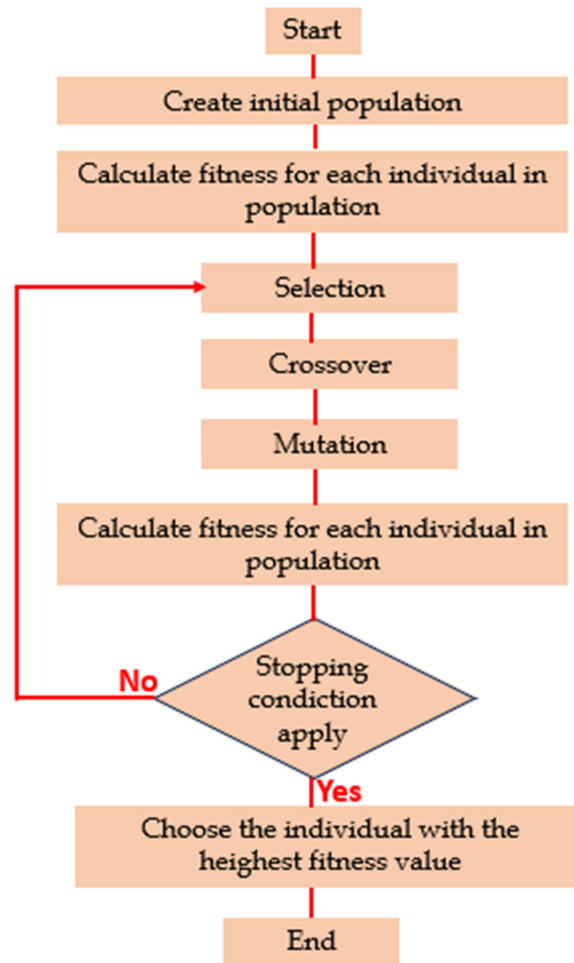 Start
Create initial population
Calculate fitness for each individual in
population
Selection
Crossover
Mutation
Calculate fitness for each individual in
population
Stopping
condiction
apply
No
Yes
Choose the individual with the
heighest fitness value
End